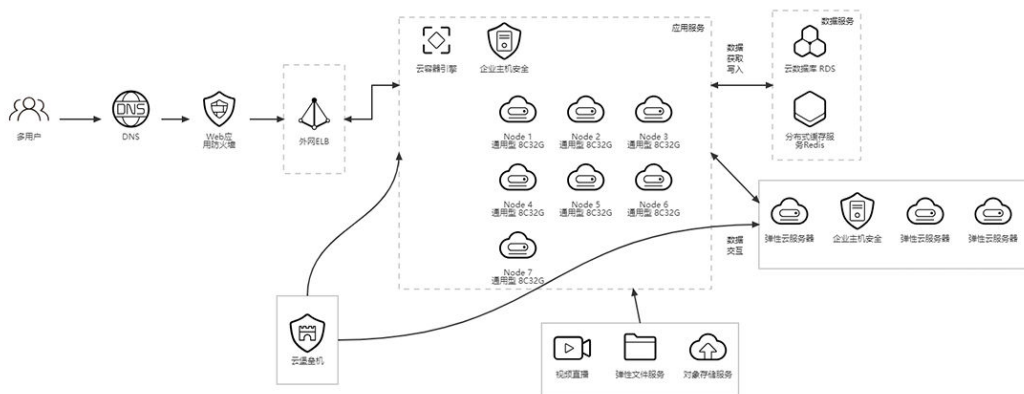 应用服务
云容器引擎
企业主机安全
数据
获取
写入
数据服务
云数据库 RDS
分布式缓存服
务Redis
多用户
DNS
DNS
Web应
用防火墙
外网ELB
Node 1
通用型 8C32G
Node 2
通用型 8C32G
Node 3
通用型 8C32G
Node 4
通用型 8C32G
Node 5
通用型 8C32G
Node 6
通用型 8C32G
Node 7
通用型 8C32G
数据
交互
弹性云服务器
企业主机安全
弹性云服务器
弹性云服务器
云堡垒机
视频直播
弹性文件服务
对象存储服务